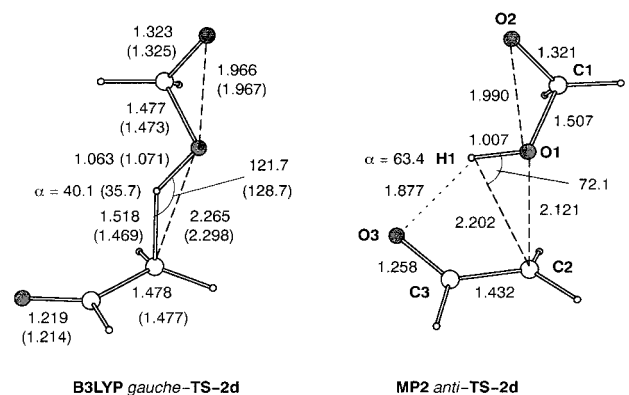 1.323
(1.325)
1.966
(1.967)
1.477
(1.473)
1.063 (1.071)
121.7
(128.7)
α = 40.1 (35.7)
1.518
(1.469)
2.265
(2.298)
1.478
(1.477)
1.219
(1.214)
B3LYP gauche-TS-2d
O2
1.321
C1
1.990
1.507
1.007
α = 63.4
H1
O1
72.1
1.877
2.202
2.121
O3
1.258
C2
C3
1.432
MP2 anti-TS-2d